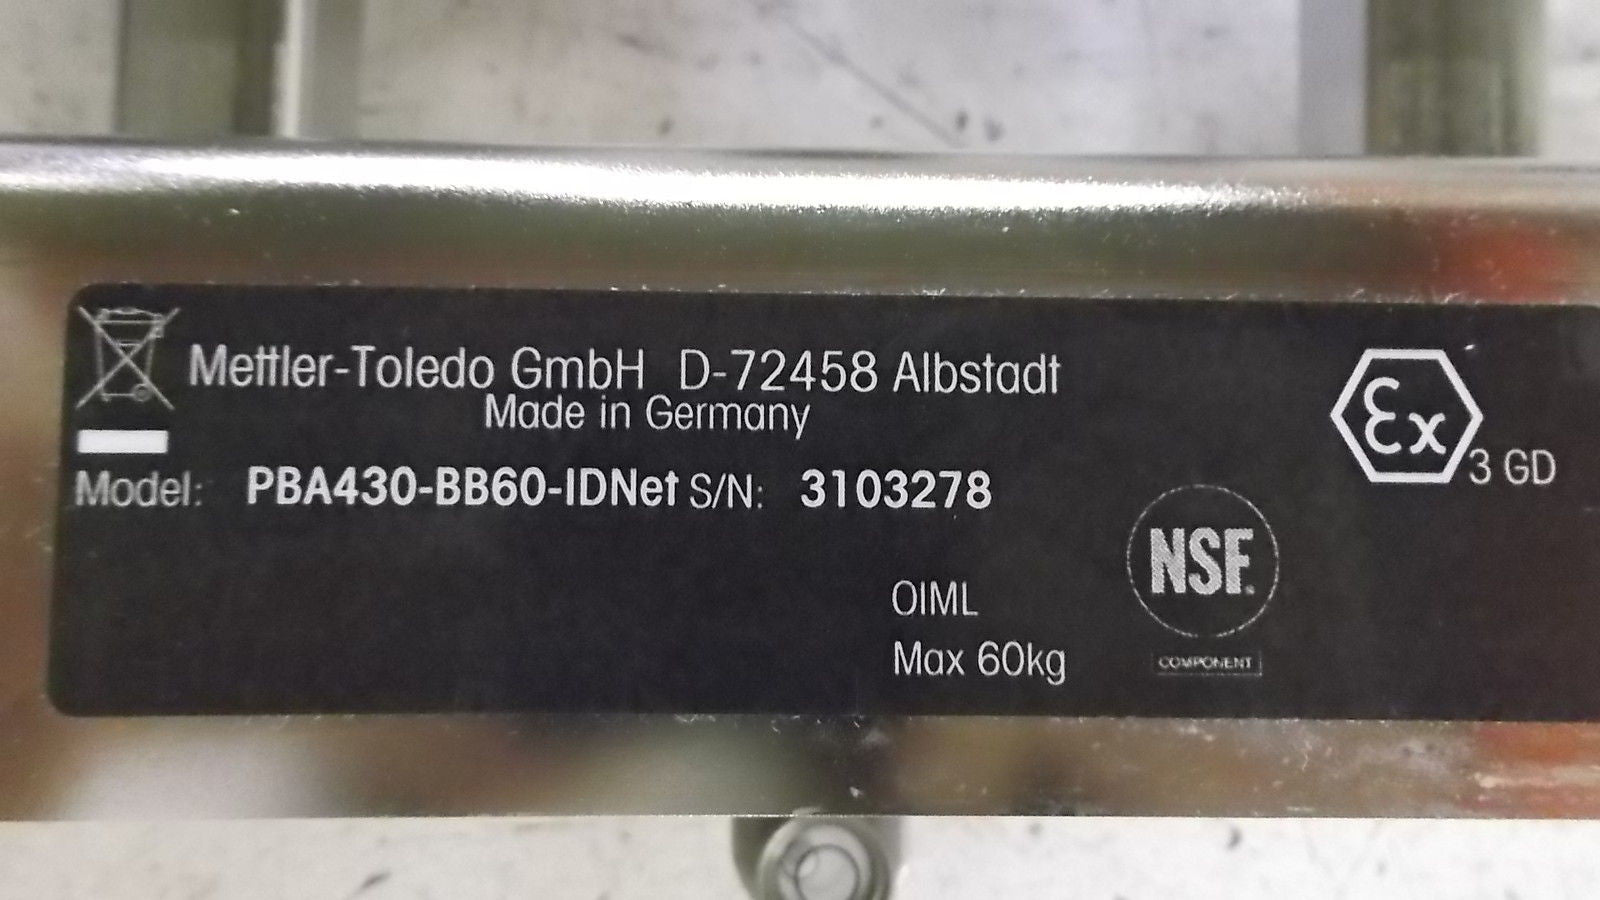 Mettler-Toledo GmbH D-72458 Albstadt
Made in Germany
Ex 3 GD
Model: PBA430-BB60-IDNet S/N: 3103278
NSF.
OIML
Max 60kg
COMPONENT